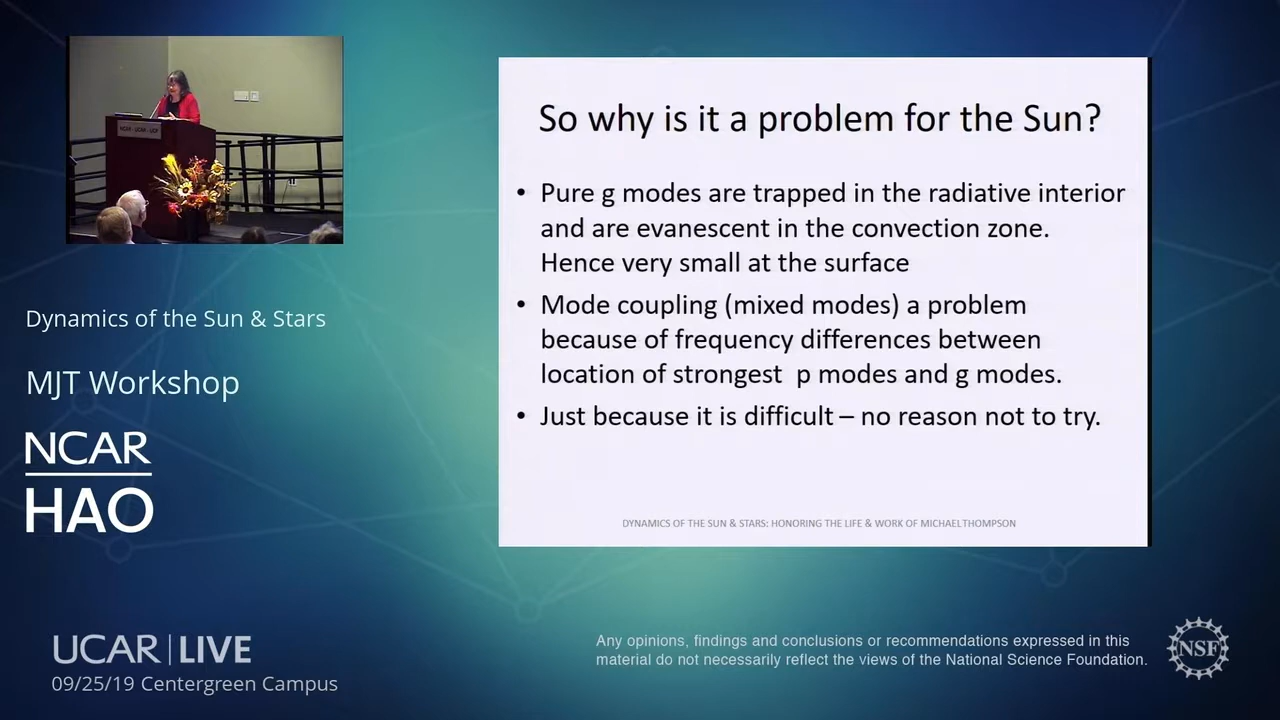 So why is it a problem for the Sun?
• Pure g modes are trapped in the radiative interior
and are evanescent in the convection zone.
Hence very small at the surface
• Mode coupling (mixed modes) a problem
because of frequency differences between
location of strongest p modes and g modes.
• Just because it is difficult – no reason not to try.
DYNAMICS OF THE SUN & STARS: HONORING THE LIFE & WORK OF MICHAEL THOMPSON
Dynamics of the Sun & Stars
MJT Workshop
NCAR
HAO
UCAR | LIVE
09/25/19 Centergreen Campus
Any opinions, findings and conclusions or recommendations expressed in this
material do not necessarily reflect the views of the National Science Foundation.
NSF